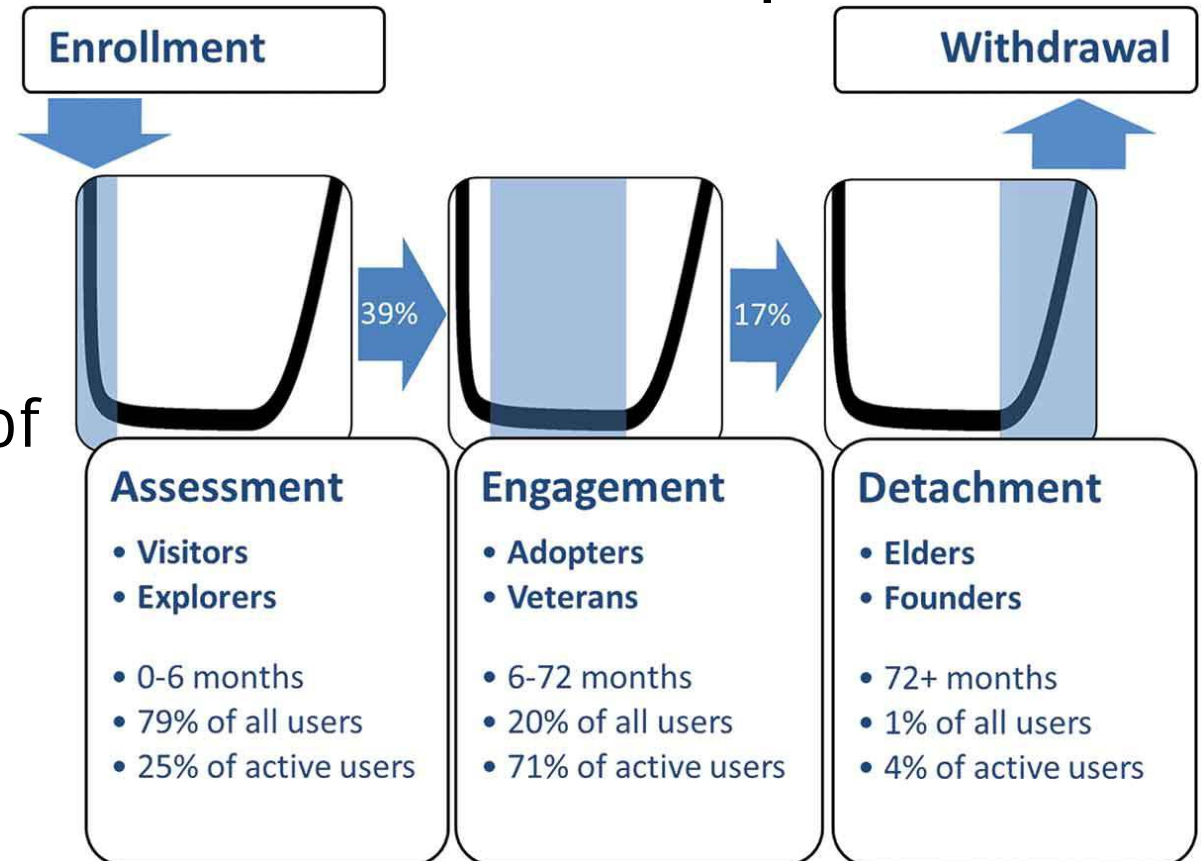 Enrollment
Withdrawal
39%
17%
of
Assessment
• Visitors
• Explorers
• 0-6 months
• 79% of all users
• 25% of active users
Engagement
• Adopters
• Veterans
• 6-72 months
• 20% of all users
• 71% of active users
Detachment
• Elders
• Founders
• 72+ months
• 1% of all users
• 4% of active users